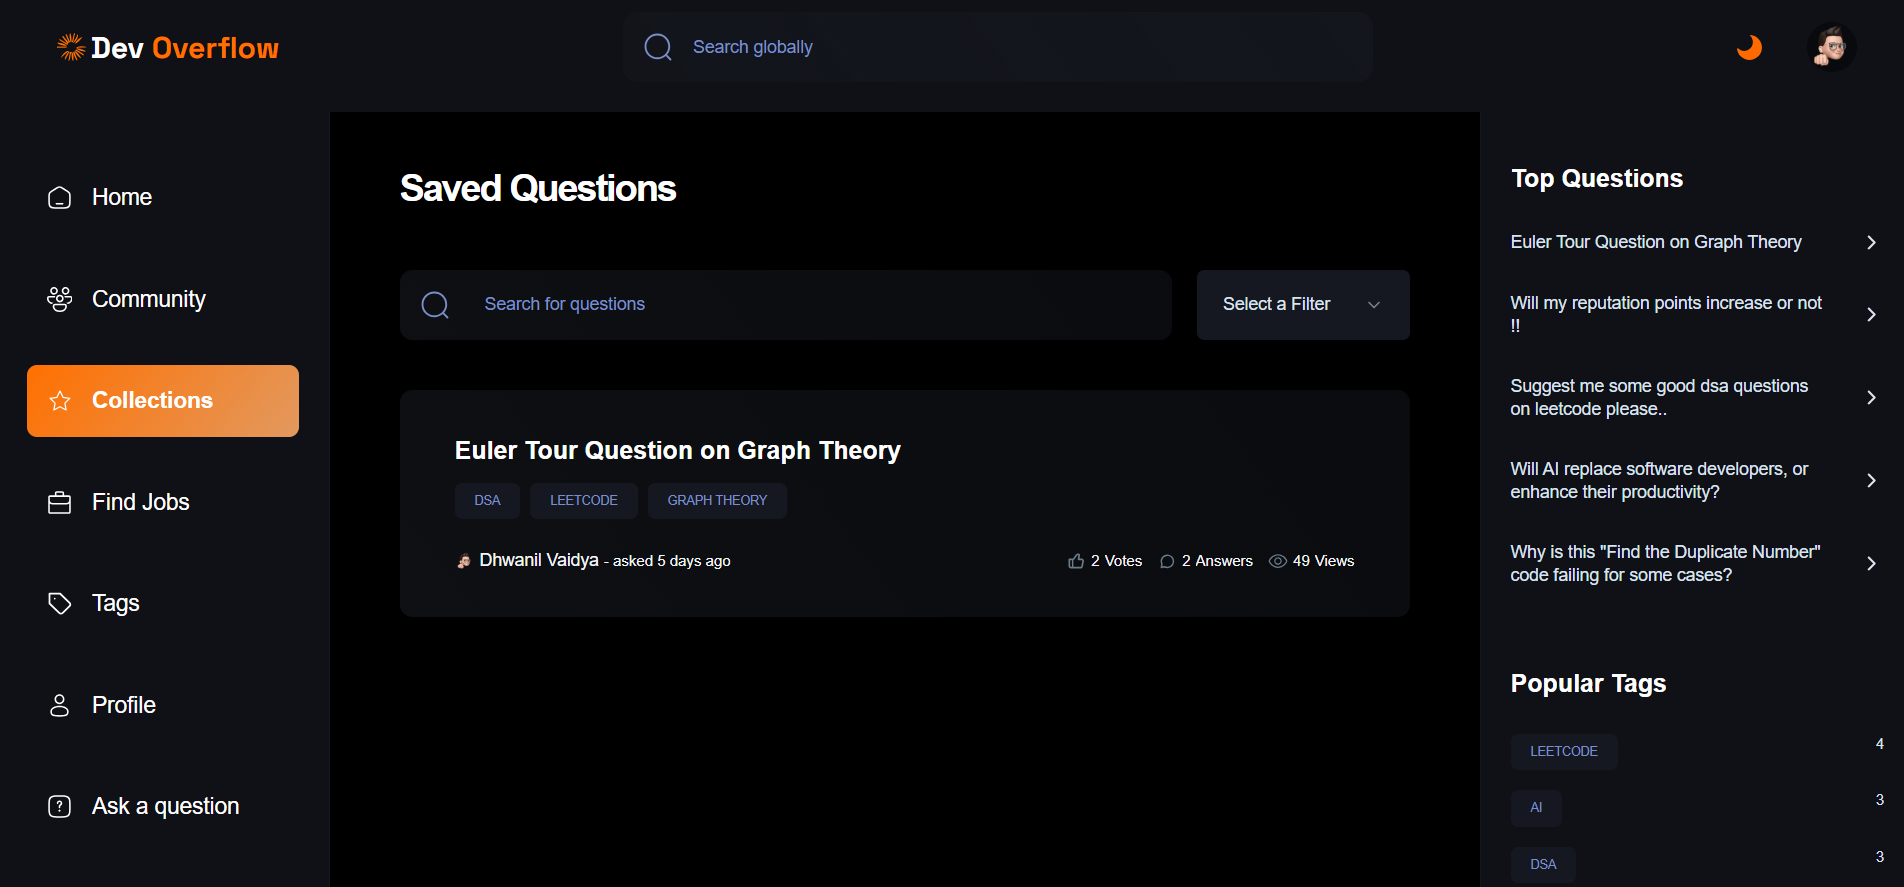 Dev Overflow
Search globally
Home
Community
Collections
Find Jobs
Tags
Profile
Ask a question
Saved Questions
Search for questions
Select a Filter
Euler Tour Question on Graph Theory
DSA LEETCODE GRAPH THEORY
Dhwanil Vaidya - asked 5 days ago 2 Votes 2 Answers 49 Views
Top Questions
Euler Tour Question on Graph Theory
Will my reputation points increase or not
!!
Suggest me some good dsa questions
on leetcode please..
Will AI replace software developers, or
enhance their productivity?
Why is this "Find the Duplicate Number"
code failing for some cases?
Popular Tags
LEETCODE 4
AI 3
DSA 3